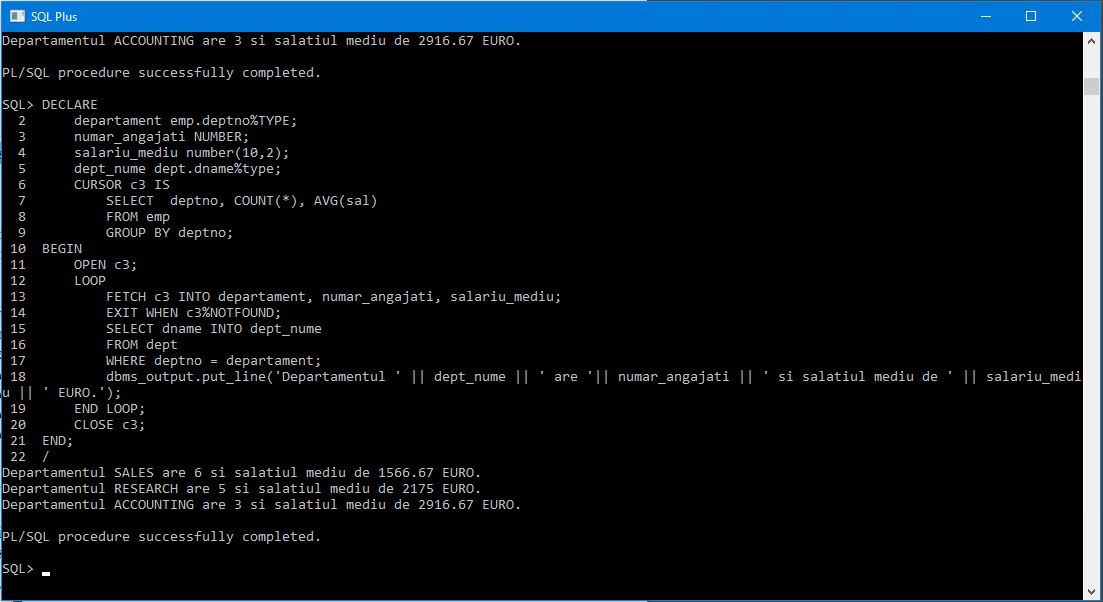 SQL Plus
Departamentul ACCOUNTING are 3 si salatiul mediu de 2916.67 EURO.
PL/SQL procedure successfully completed.
SQL> DECLARE
2 departament emp.deptno%TYPE;
3 numar_angajati NUMBER;
4 salariu_mediu number(10,2);
5 dept_nume dept.dname%type;
6 CURSOR c3 IS
7 SELECT  deptno, COUNT(*), AVG(sal)
8 FROM emp
9 GROUP BY deptno;
10 BEGIN
11 OPEN c3;
12 LOOP
13 FETCH c3 INTO departament, numar_angajati, salariu_mediu;
14 EXIT WHEN c3%NOTFOUND;
15 SELECT dname INTO dept_nume
16 FROM dept
17 WHERE deptno = departament;
18 dbms_output.put_line('Departamentul ' || dept_nume || ' are '|| numar_angajati || ' si salatiul mediu de ' || salariu_medi
u || ' EURO.');
19 END LOOP;
20 CLOSE c3;
21 END;
22 /
Departamentul SALES are 6 si salatiul mediu de 1566.67 EURO.
Departamentul RESEARCH are 5 si salatiul mediu de 2175 EURO.
Departamentul ACCOUNTING are 3 si salatiul mediu de 2916.67 EURO.
PL/SQL procedure successfully completed.
SQL> _